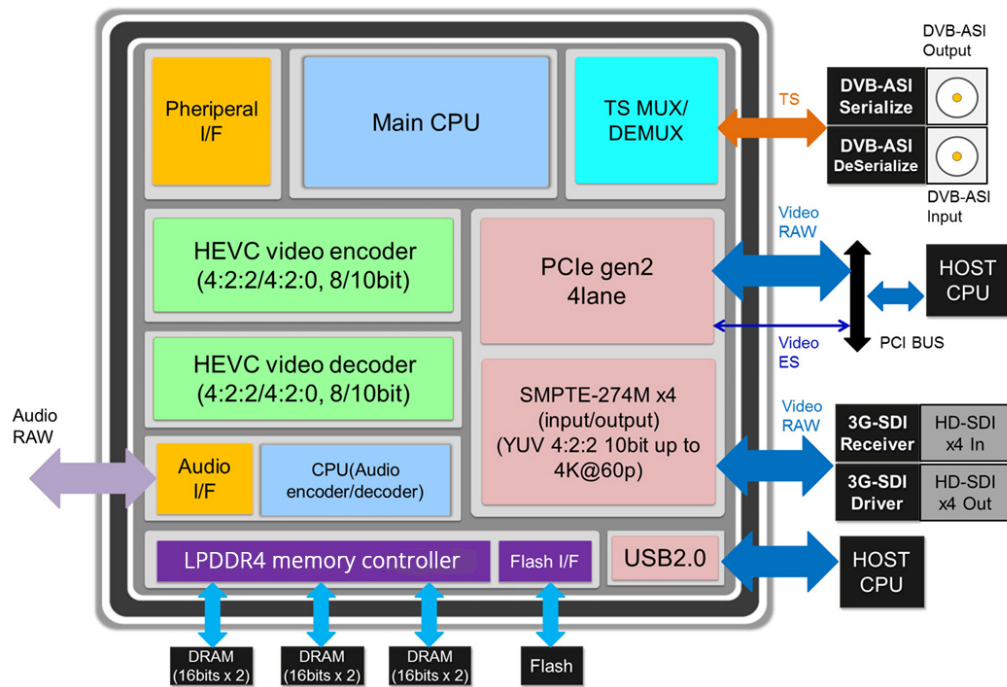 DVB-ASI
Output
Pheripheral
I/F
Main CPU
TS MUX/
DEMUX
TS
DVB-ASI
Serialize
DVB-ASI
DeSerialize
DVB-ASI
Input
HEVC video encoder
(4:2:2/4:2:0, 8/10bit)
PCIe gen2
4lane
Video
RAW
HOST
CPU
Video
ES
PCI BUS
HEVC video decoder
(4:2:2/4:2:0, 8/10bit)
SMPTE-274M x4
(input/output)
(YUV 4:2:2 10bit up to
4K@60p)
Video
RAW
3G-SDI
Receiver
HD-SDI
x4 In
3G-SDI
Driver
HD-SDI
x4 Out
Audio
RAW
Audio
I/F
CPU(Audio
encoder/decoder)
LPDDR4 memory controller
Flash I/F
USB2.0
HOST
CPU
DRAM
(16bits x 2)
DRAM
(16bits x 2)
DRAM
(16bits x 2)
Flash